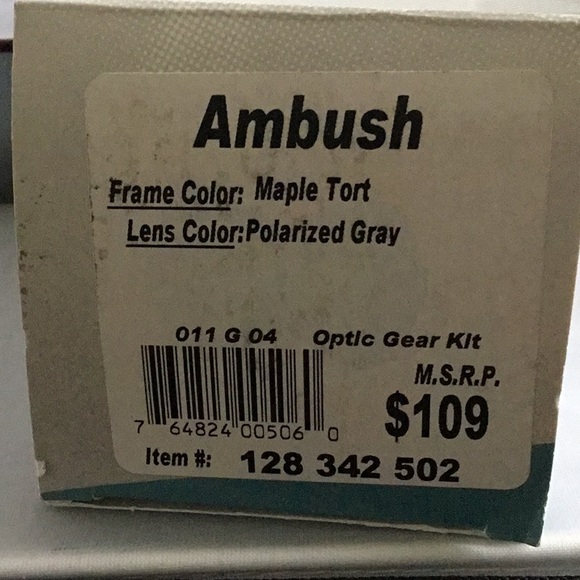 Ambush
Frame Color: Maple Tort
Lens Color: Polarized Gray
011 G 04 Optic Gear Kit
M.S.R.P.
$109
7 64824 00506 0
Item #: 128 342 502